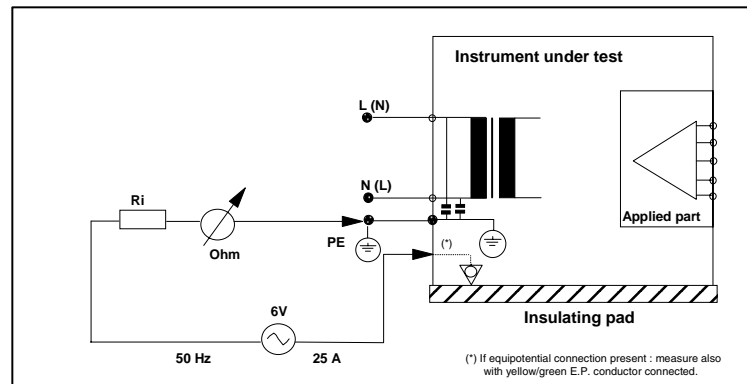 Instrument under test
L (N)
N (L)
Ri
Ohm
PE
(*)
Applied part
6V
50 Hz
25 A
Insulating pad
(*) If equipotential connection present : measure also
with yellow/green E.P. conductor connected.